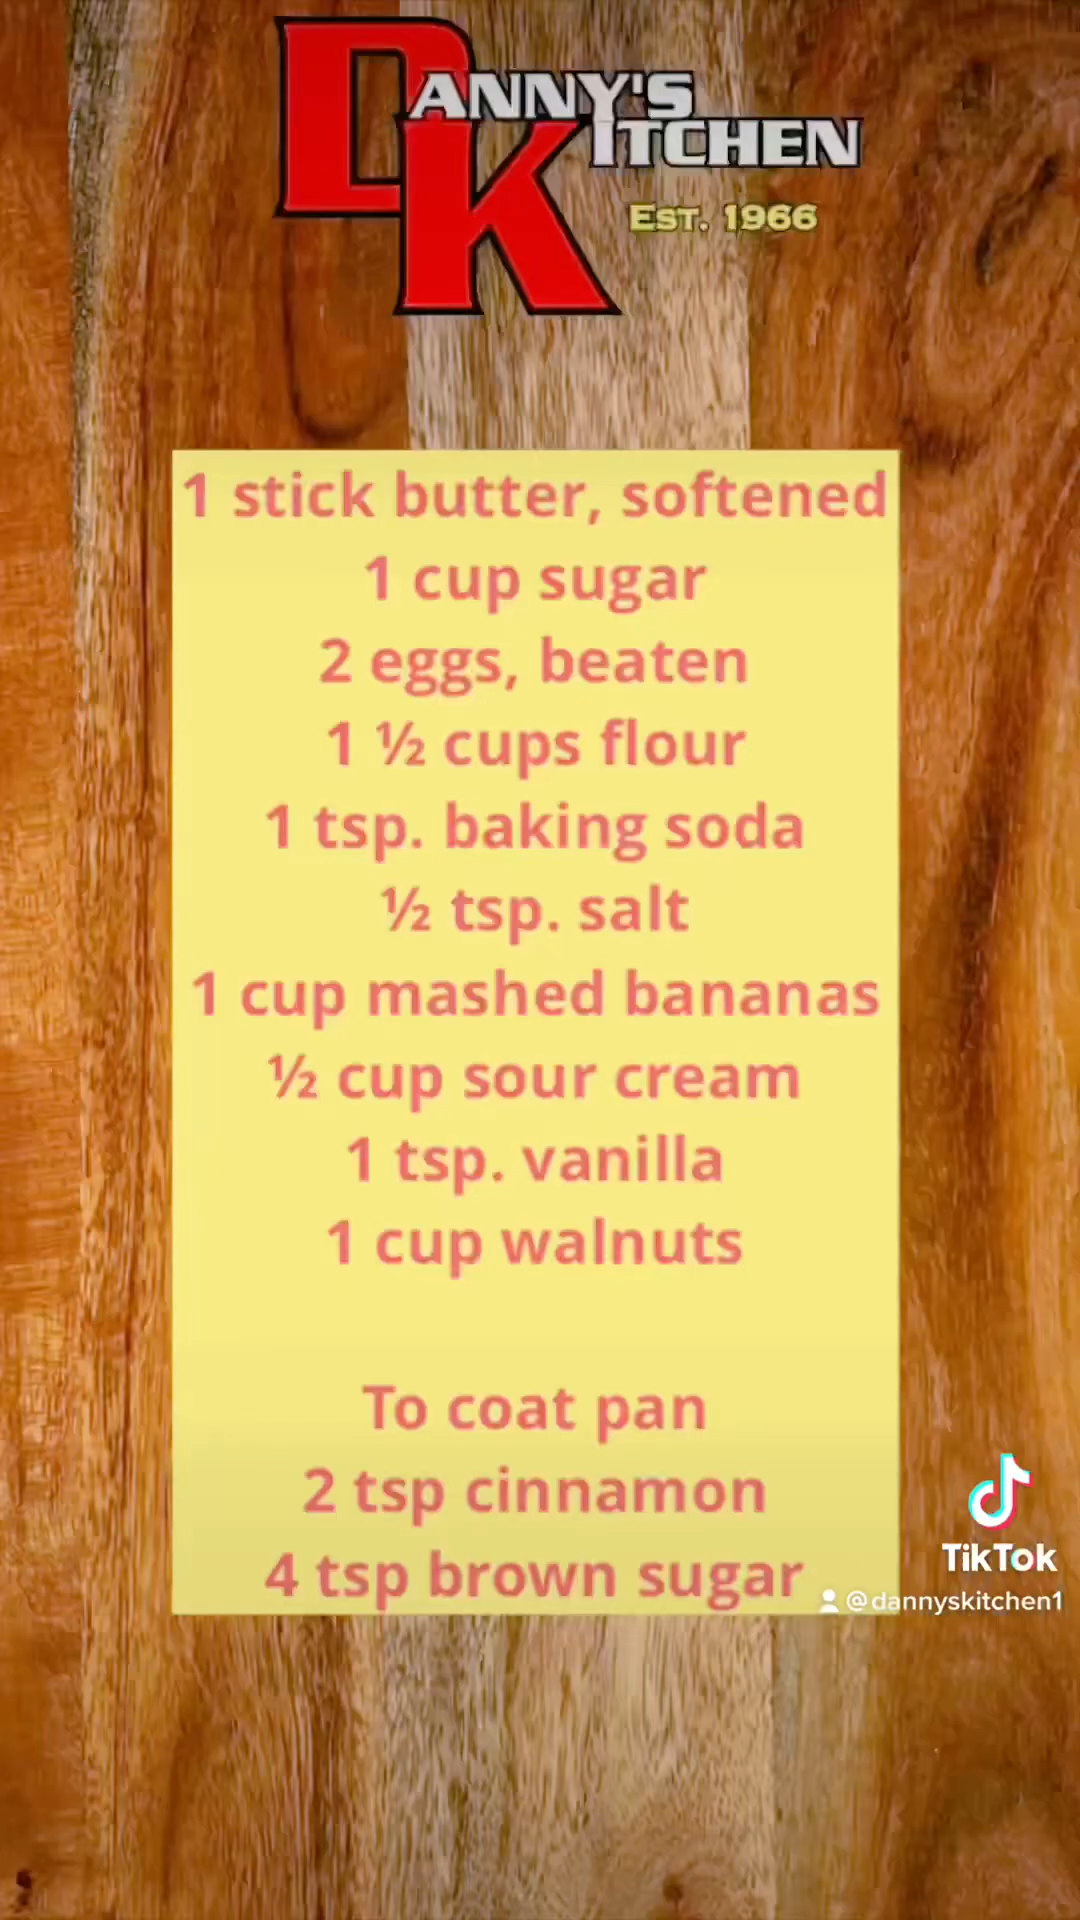 DANNY'S
KITCHEN
EST. 1966
1 stick butter, softened
1 cup sugar
2 eggs, beaten
1 ½ cups flour
1 tsp. baking soda
½ tsp. salt
1 cup mashed bananas
½ cup sour cream
1 tsp. vanilla
1 cup walnuts
To coat pan
2 tsp cinnamon
4 tsp brown sugar
TikTok
@dannyskitchen1